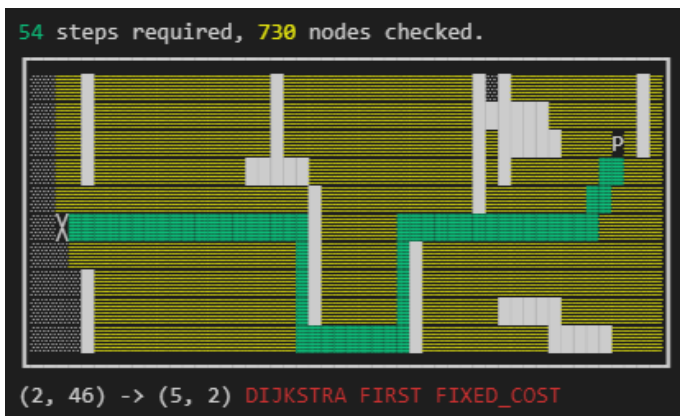 54 steps required, 730 nodes checked.
p
X
(2, 46) -> (5, 2) DIJKSTRA FIRST FIXED_COST